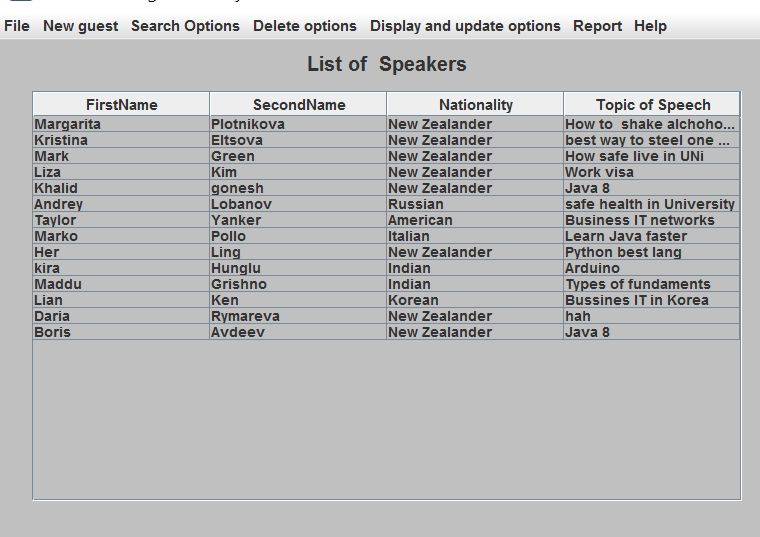 File New guest Search Options Delete options Display and update options Report Help
List of  Speakers
FirstName SecondName Nationality Topic of Speech
Margarita Plotnikova New Zealander How to  shake alchoho...
Kristina Eltsova New Zealander best way to steel one ...
Mark Green New Zealander How safe live in UNi
Liza Kim New Zealander Work visa
Khalid gonesh New Zealander Java 8
Andrey Lobanov Russian safe health in University
Taylor Yanker American Business IT networks
Marko Pollo Italian Learn Java faster
Her Ling New Zealander Python best lang
kira Hunglu Indian Arduino
Maddu Grishno Indian Types of fundaments
Lian Ken Korean Bussines IT in Korea
Daria Rymareva New Zealander hah
Boris Avdeev New Zealander Java 8